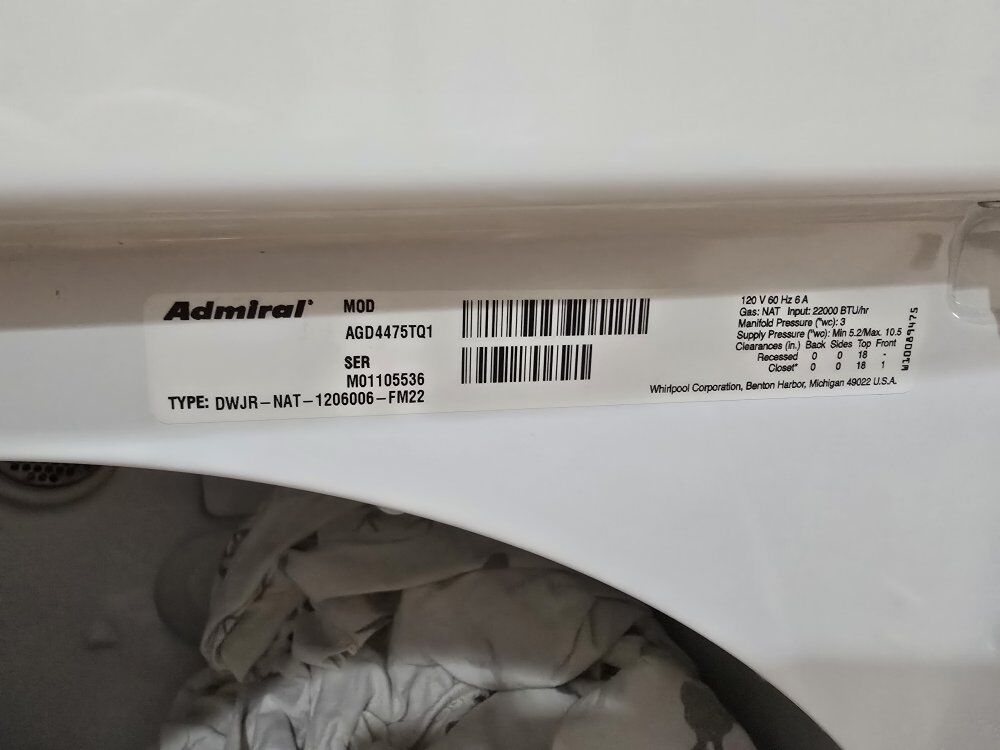 Admiral®
MOD
AGD4475TQ1
SER
M01105536
TYPE: DWJR-NAT-1206006-FM22
120 V 60 Hz 6 A
Gas: NAT Input: 22000 BTU/hr
Manifold Pressure ("wc): 3
Supply Pressure ("wc): Min 5.2/Max. 10.5
Clearances (in.) Back Sides Top Front
Recessed 0 0 18 -
Closet* 0 0 18 1
Whirlpool Corporation, Benton Harbor, Michigan 49022 U.S.A.
W10089475